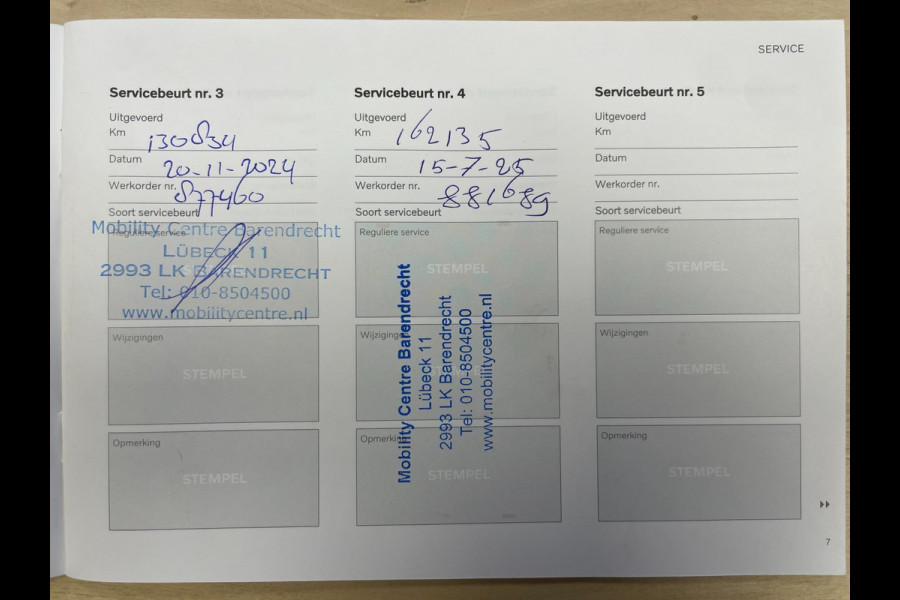 SERVICE
Servicebeurt nr. 3
Uitgevoerd
Km 130834
Datum 20-11-2024
Werkorder nr. 877460
Soort servicebeurt
Reguliere service
Mobility Centre Barendrecht
LÜBECK 11
2993 LK BARENDRECHT
Tel: 010-8504500
www.mobilitycentre.nl
Wijzigingen
STEMPEL
Opmerking
STEMPEL
Servicebeurt nr. 4
Uitgevoerd
Km 162135
Datum 15-7-25
Werkorder nr. 881689
Soort servicebeurt
Reguliere service
STEMPEL
Wijzigingen
Opmerking
STEMPEL
Mobility Centre Barendrecht
Lübeck 11
2993 LK Barendrecht
Tel: 010-8504500
www.mobilitycentre.nl
Servicebeurt nr. 5
Uitgevoerd
Km
Datum
Werkorder nr.
Soort servicebeurt
Reguliere service
STEMPEL
Wijzigingen
STEMPEL
Opmerking
STEMPEL
7